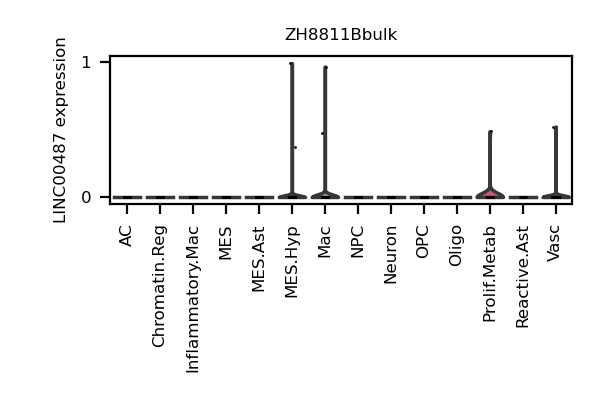 ZH8811Bbulk
LINC00487 expression
1
0
AC
Chromatin.Reg
Inflammatory.Mac
MES
MES.Ast
MES.Hyp
Mac
NPC
Neuron
OPC
Oligo
Prolif.Metab
Reactive.Ast
Vasc